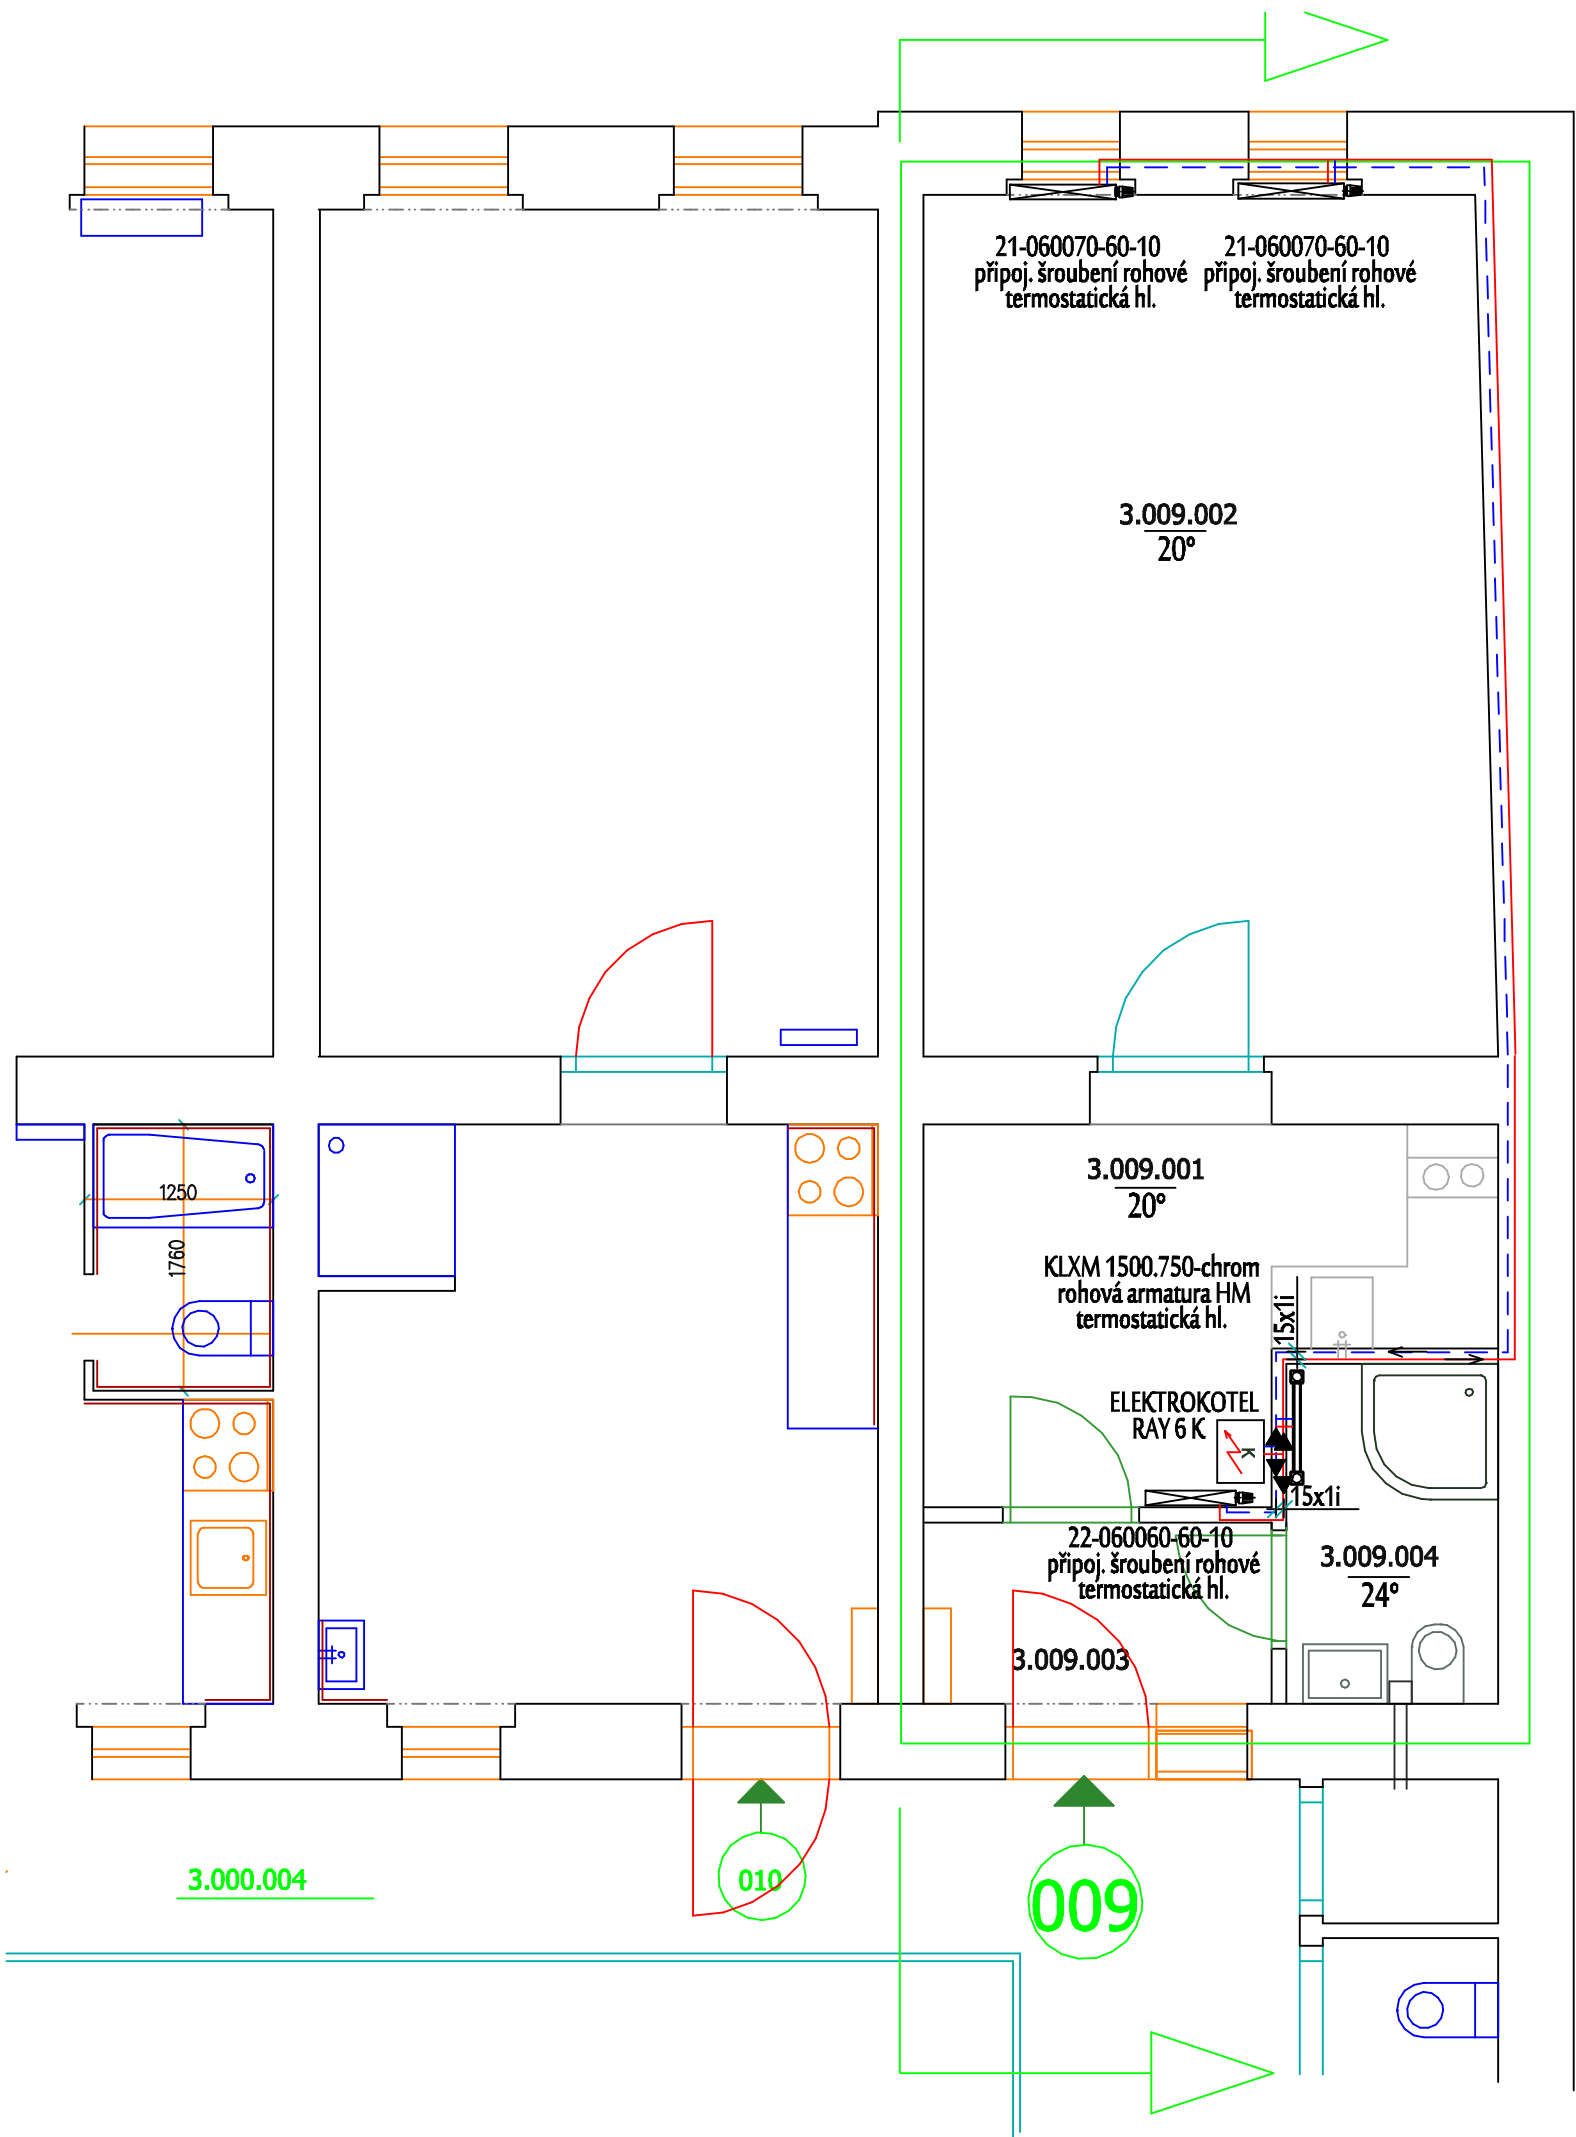 21-060070-60-10
připoj. šroubení rohové
termostatická hl.
21-060070-60-10
připoj. šroubení rohové
termostatická hl.
3.009.002
20°
1250
1760
3.009.001
20°
KLXM 1500.750-chrom
rohová armatura HM
termostatická hl.
15x1i
ELEKTROKOTEL
RAY 6 K
K
15x1i
22-060060-60-10
připoj. šroubení rohové
termostatická hl.
3.009.004
24°
3.009.003
3.000.004
010
009